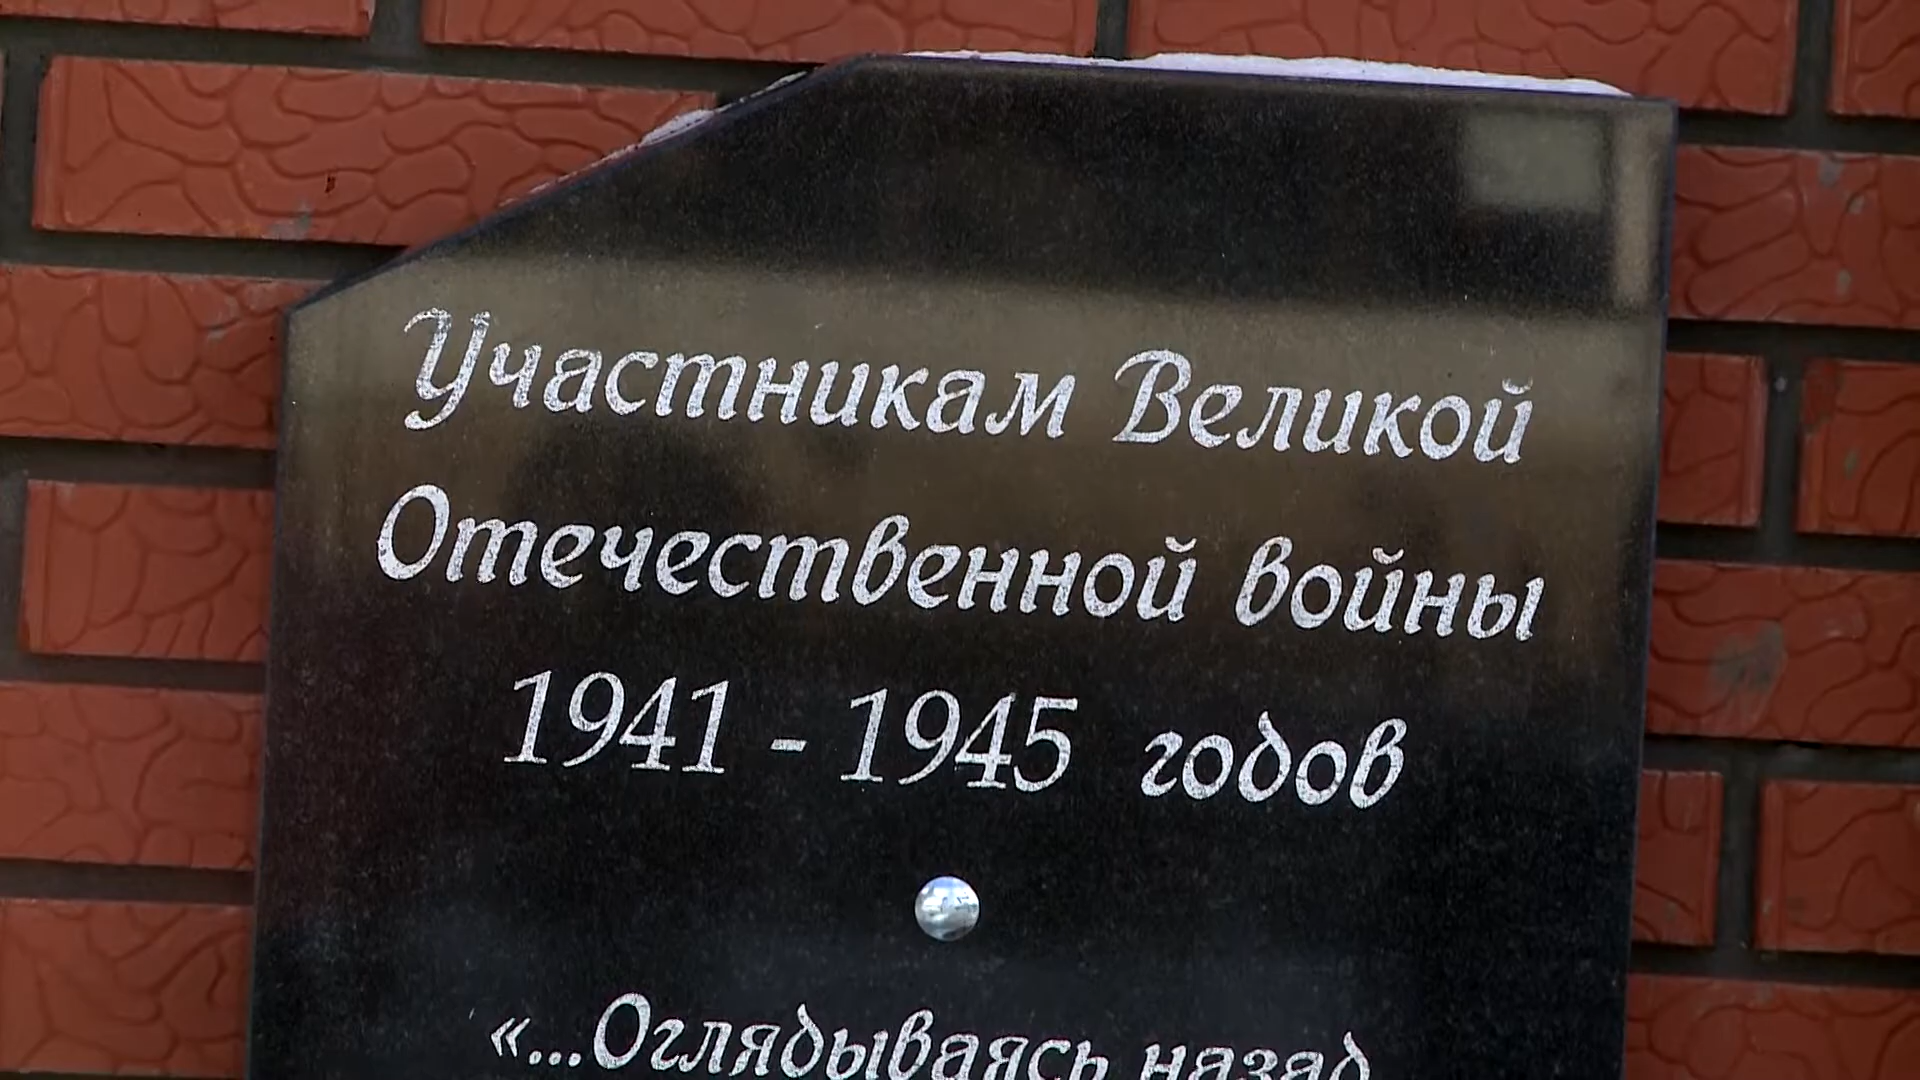 Участникам Великой
Отечественной войны
1941 - 1945 годов
«...Оглядываясь назад